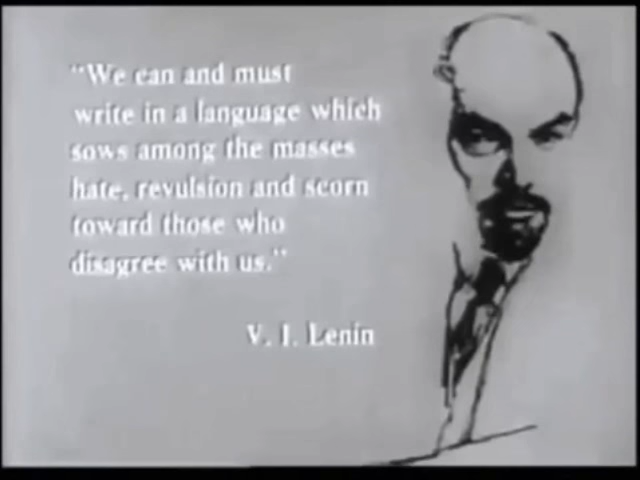 "We can and must
write in a language which
sows among the masses
hate, revulsion and scorn
toward those who
disagree with us."
V. I. Lenin